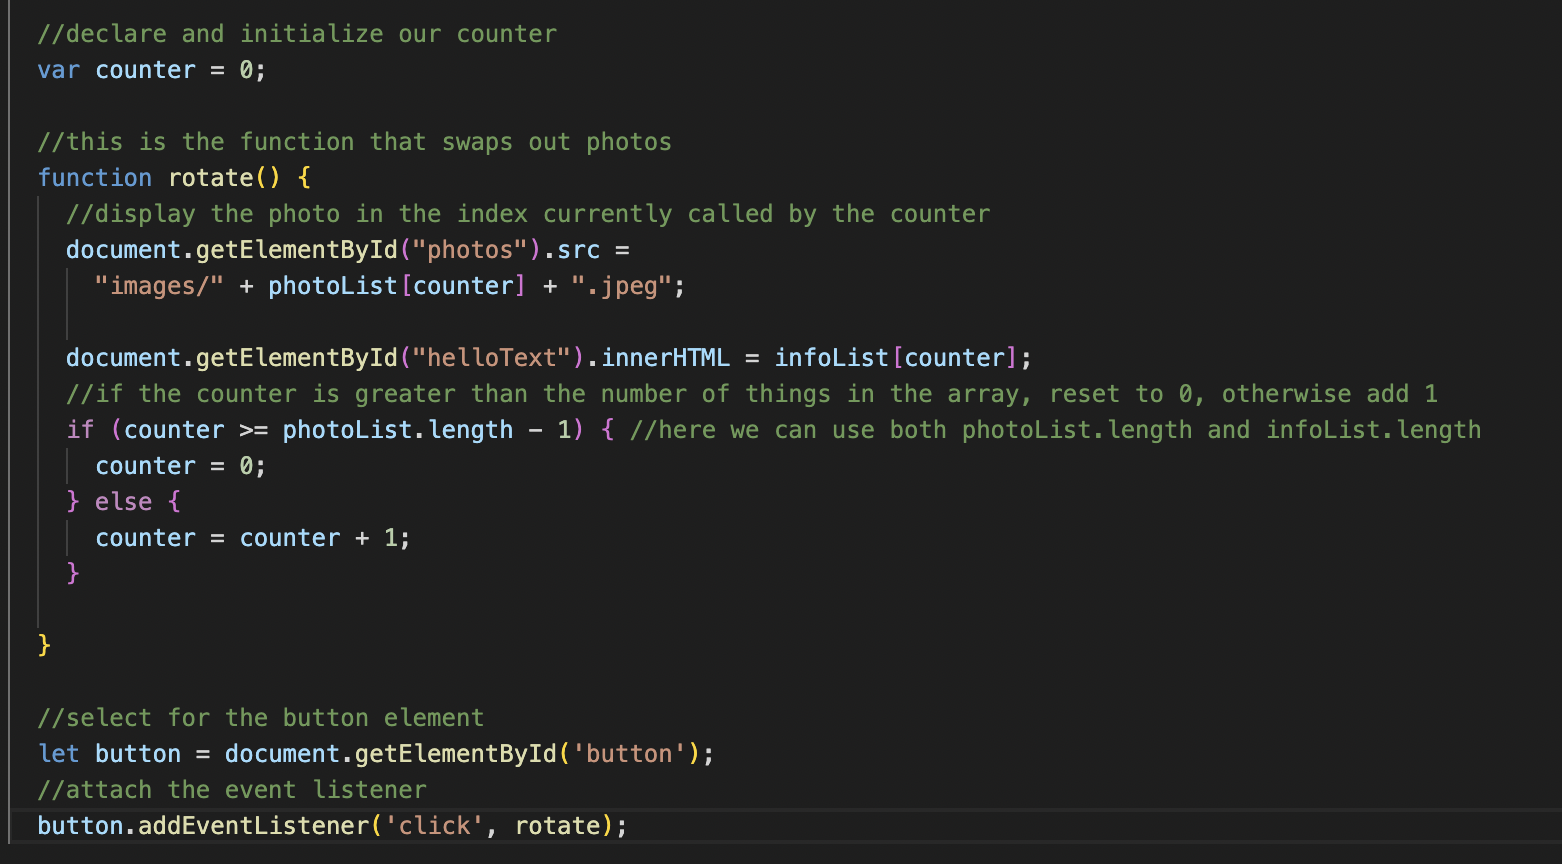 //declare and initialize our counter
var counter = 0;
//this is the function that swaps out photos
function rotate() {
//display the photo in the index currently called by the counter
document.getElementById("photos").src =
"images/" + photoList[counter] + ".jpeg";
document.getElementById("helloText").innerHTML = infoList[counter];
//if the counter is greater than the number of things in the array, reset to 0, otherwise add 1
if (counter >= photoList.length - 1) { //here we can use both photoList.length and infoList.length
counter = 0;
} else {
counter = counter + 1;
}
}
//select for the button element
let button = document.getElementById('button');
//attach the event listener
button.addEventListener('click', rotate);